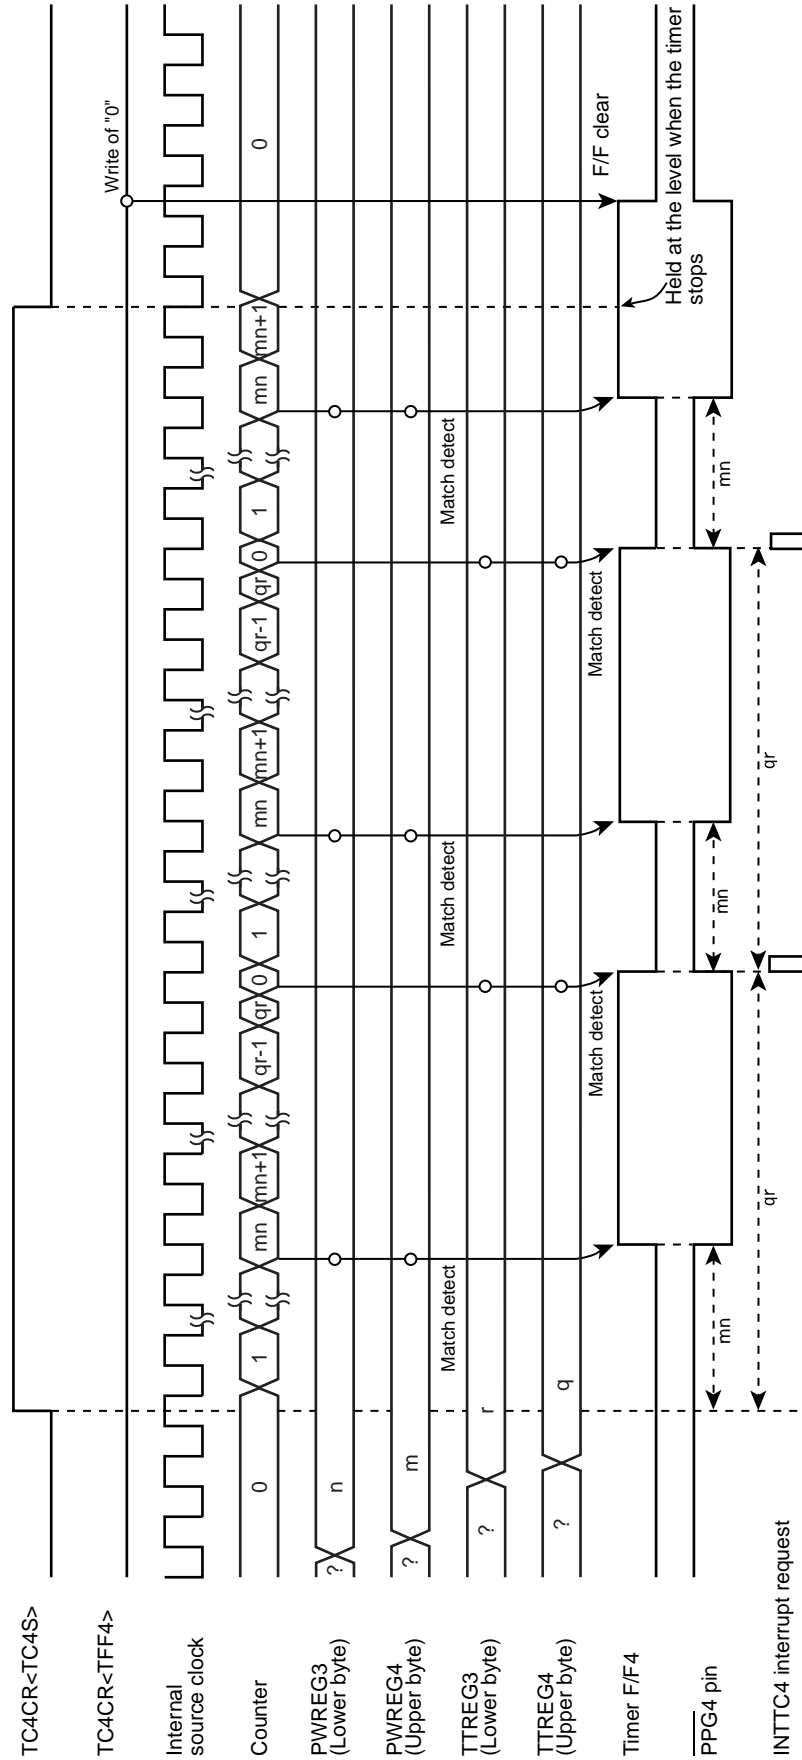 TC4CR<TC4S>
TC4CR<TFF4>
Write of "0"
Internal
source clock
Counter
0
1
mn
mn+1
qr-1
qr
0
1
mn
mn+1
qr-1
qr
0
1
mn
mn+1
0
PWREG3
(Lower byte)
?
n
PWREG4
(Upper byte)
?
m
Match detect
Match detect
Match detect
TTREG3
(Lower byte)
?
r
TTREG4
(Upper byte)
?
q
Match detect
Match detect
F/F clear
Timer F/F4
Held at the level when the timer
stops
PPG4 pin
mn
mn
mn
qr
qr
INTTC4 interrupt request